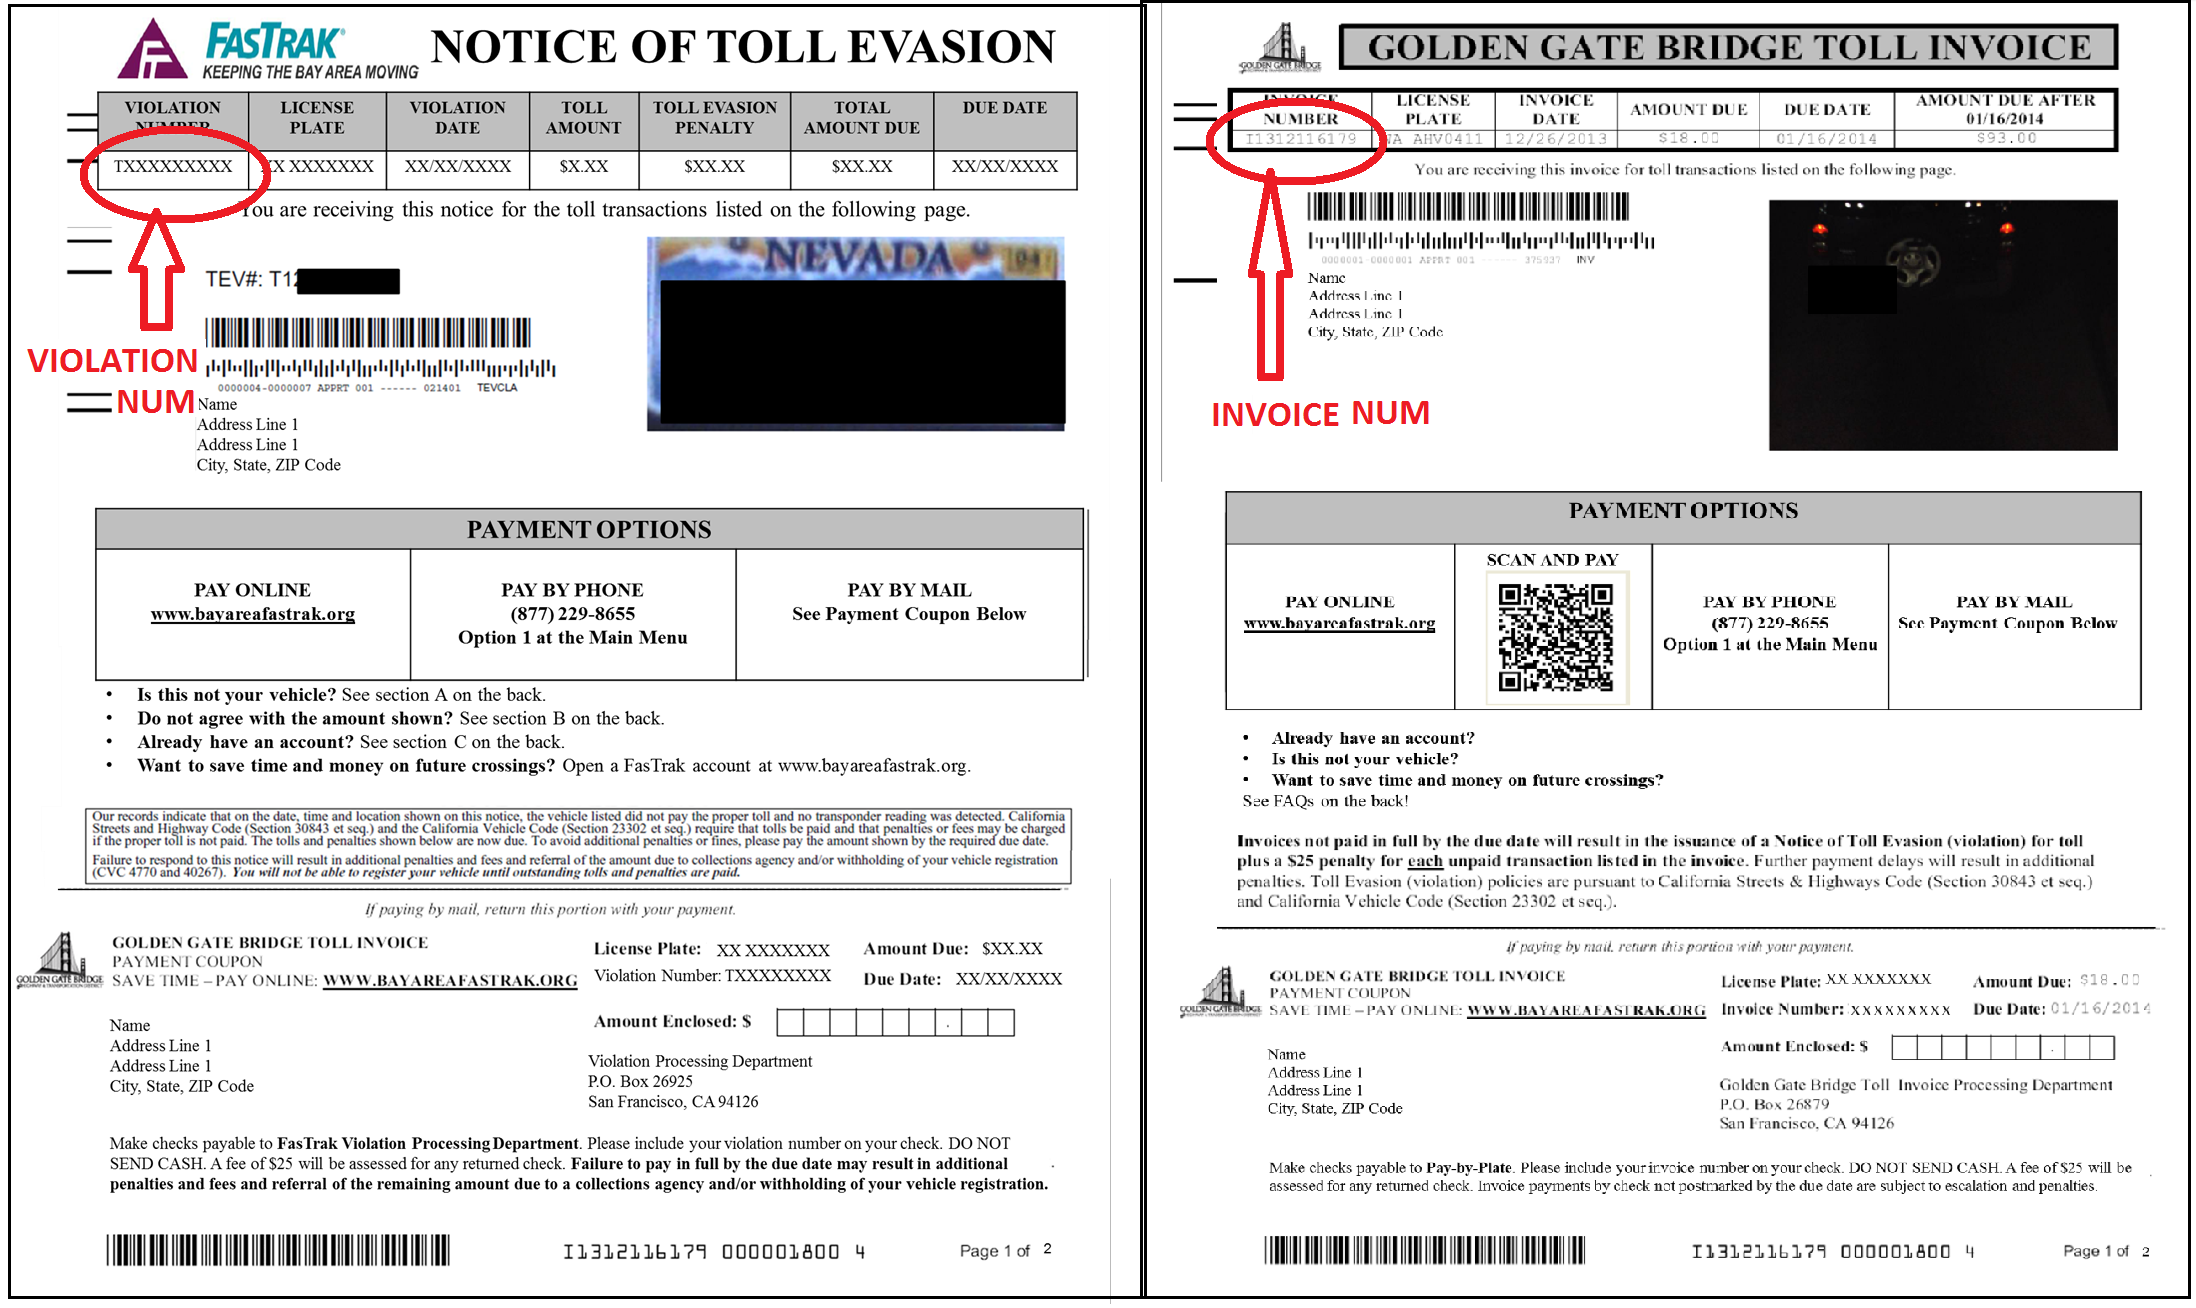 FASTRAK
KEEPING THE BAY AREA MOVING
NOTICE OF TOLL EVASION
VIOLATION NUMBER
LICENSE PLATE
VIOLATION DATE
TOLL AMOUNT
TOLL EVASION PENALTY
TOTAL AMOUNT DUE
DUE DATE
TXXXXXXXXX
XX XXXXXXX
XX/XX/XXXX
$X.XX
$XX.XX
$XX.XX
XX/XX/XXXX
You are receiving this notice for the toll transactions listed on the following page.
TEV#: T12
NEVADA
04
VIOLATION
NUM
0000004-0000007 APPRT 001 ------ 021401 TEVCLA
Name
Address Line 1
Address Line 1
City, State, ZIP Code
PAYMENT OPTIONS
PAY ONLINE
www.bayareafastrak.org
PAY BY PHONE
(877) 229-8655
Option 1 at the Main Menu
PAY BY MAIL
See Payment Coupon Below
• Is this not your vehicle? See section A on the back.
• Do not agree with the amount shown? See section B on the back.
• Already have an account? See section C on the back.
• Want to save time and money on future crossings? Open a FasTrak account at www.bayareafastrak.org.
Our records indicate that on the date, time and location shown on this notice, the vehicle listed did not pay the proper toll and no transponder reading was detected. California
Streets and Highway Code (Section 30843 et seq.) and the California Vehicle Code (Section 23302 et seq.) require that tolls be paid and that penalties or fees may be charged
if the proper toll is not paid. The tolls and penalties shown below are now due. To avoid additional penalties or fines, please pay the amount shown by the required due date.
Failure to respond to this notice will result in additional penalties and fees and referral of the amount due to collections agency and/or withholding of your vehicle registration
(CVC 4770 and 40267). You will not be able to register your vehicle until outstanding tolls and penalties are paid.
If paying by mail, return this portion with your payment.
GOLDEN GATE BRIDGE
GOLDEN GATE BRIDGE TOLL INVOICE
PAYMENT COUPON
SAVE TIME – PAY ONLINE: WWW.BAYAREAFASTRAK.ORG
License Plate: XX XXXXXXX
Amount Due: $XX.XX
Violation Number: TXXXXXXXX
Due Date: XX/XX/XXXX
Amount Enclosed: $
Name
Address Line 1
Address Line 1
City, State, ZIP Code
Violation Processing Department
P.O. Box 26925
San Francisco, CA 94126
Make checks payable to FasTrak Violation Processing Department. Please include your violation number on your check. DO NOT
SEND CASH. A fee of $25 will be assessed for any returned check. Failure to pay in full by the due date may result in additional
penalties and fees and referral of the remaining amount due to a collections agency and/or withholding of your vehicle registration.
I1312116179 000001800 4
Page 1 of 2
GOLDEN GATE BRIDGE
GOLDEN GATE BRIDGE TOLL INVOICE
INVOICE NUMBER
LICENSE PLATE
INVOICE DATE
AMOUNT DUE
DUE DATE
AMOUNT DUE AFTER 01/16/2014
I1312116179
AHV0411
12/26/2013
$18.00
01/16/2014
$93.00
You are receiving this invoice for toll transactions listed on the following page.
0000001-0000001 APPRT 001 ------ 375937 INV
Name
Address Line 1
Address Line 1
City, State, ZIP Code
INVOICE NUM
PAYMENT OPTIONS
PAY ONLINE
www.bayareafastrak.org
SCAN AND PAY
PAY BY PHONE
(877) 229-8655
Option 1 at the Main Menu
PAY BY MAIL
See Payment Coupon Below
• Already have an account?
• Is this not your vehicle?
• Want to save time and money on future crossings?
See FAQs on the back!
Invoices not paid in full by the due date will result in the issuance of a Notice of Toll Evasion (violation) for toll
plus a $25 penalty for each unpaid transaction listed in the invoice. Further payment delays will result in additional
penalties. Toll Evasion (violation) policies are pursuant to California Streets & Highways Code (Section 30843 et seq.)
and California Vehicle Code (Section 23302 et seq.).
If paying by mail, return this portion with your payment.
GOLDEN GATE BRIDGE
GOLDEN GATE BRIDGE TOLL INVOICE
PAYMENT COUPON
SAVE TIME – PAY ONLINE: WWW.BAYAREAFASTRAK.ORG
License Plate: XX XXXXXXX
Amount Due: $18.00
Invoice Number: XXXXXXXXX
Due Date: 01/16/2014
Amount Enclosed: $
Name
Address Line 1
Address Line 1
City, State, ZIP Code
Golden Gate Bridge Toll Invoice Processing Department
P.O. Box 26879
San Francisco, CA 94126
Make checks payable to Pay-by-Plate. Please include your invoice number on your check. DO NOT SEND CASH. A fee of $25 will be
assessed for any returned check. Invoice payments by check not postmarked by the due date are subject to escalation and penalties.
I1312116179 000001800 4
Page 1 of 2